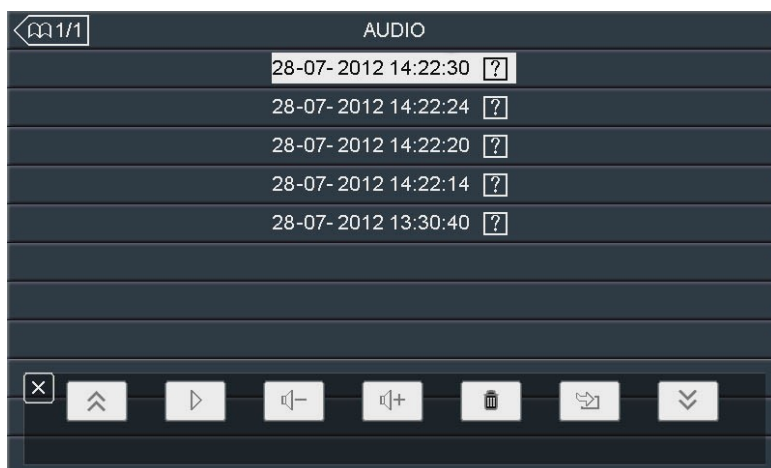 1/1 AUDIO
28-07- 2012 14:22:30 ?
28-07- 2012 14:22:24 ?
28-07- 2012 14:22:20 ?
28-07- 2012 14:22:14 ?
28-07- 2012 13:30:40 ?